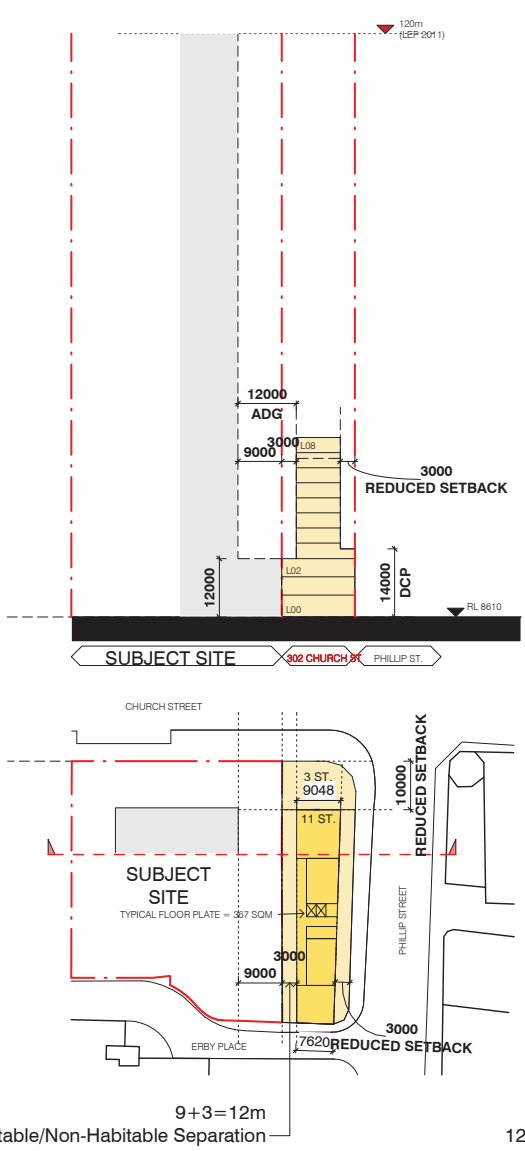 120m
(LEP 2011)
12000
ADG
3000
9000
L08
3000
REDUCED SETBACK
12000
L02
14000
DCP
L00
RL 8610
SUBJECT SITE
302 CHURCH ST
PHILLIP ST.
CHURCH STREET
3 ST.
9048
10000
REDUCED SETBACK
11 ST.
SUBJECT
SITE
TYPICAL FLOOR PLATE = 367 SQM
PHILLIP STREET
3000
9000
3000
REDUCED SETBACK
7620
ERBY PLACE
9+3=12m
table/Non-Habitable Separation
12